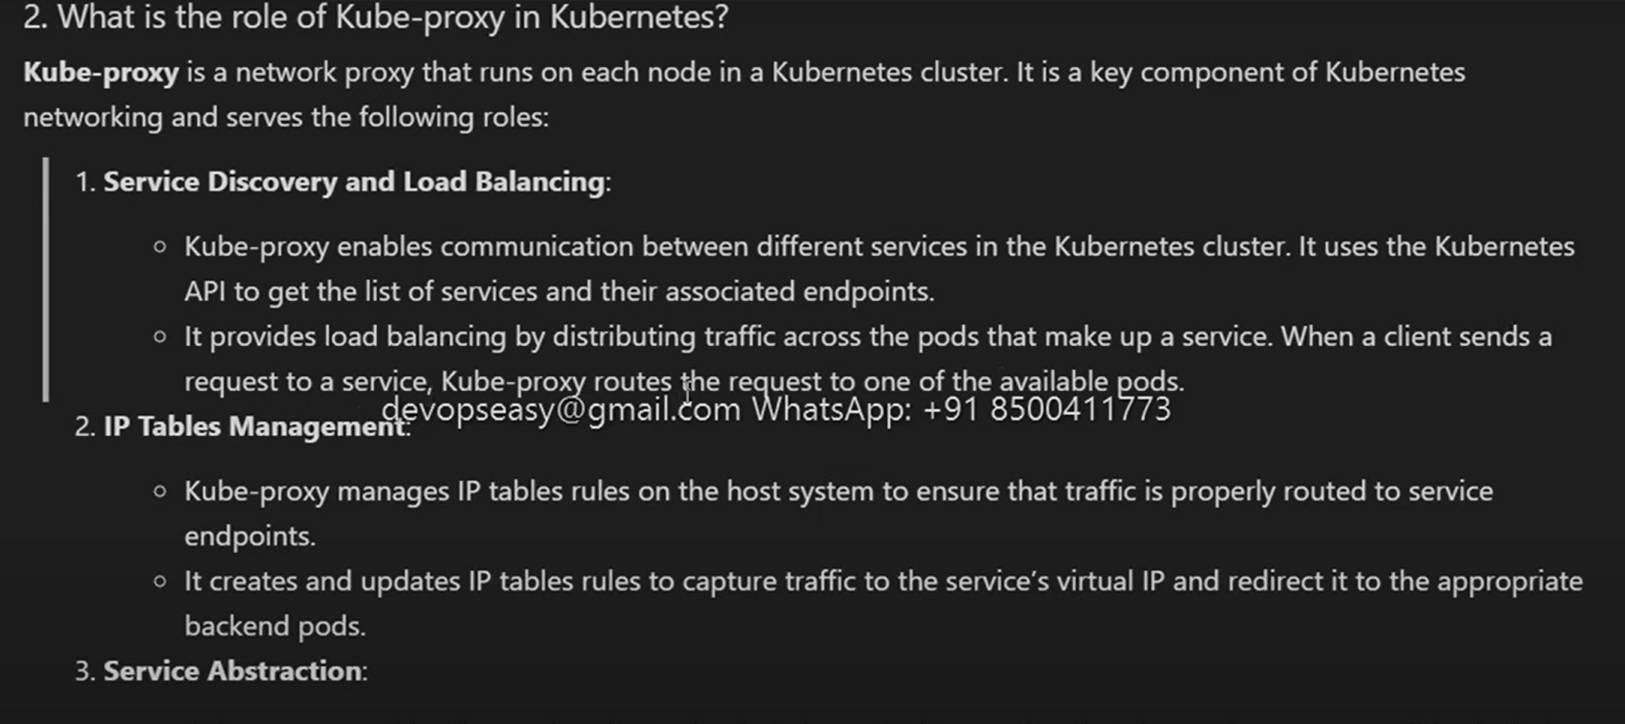 2. What is the role of Kube-proxy in Kubernetes?
Kube-proxy is a network proxy that runs on each node in a Kubernetes cluster. It is a key component of Kubernetes
networking and serves the following roles:
1. Service Discovery and Load Balancing:
○ Kube-proxy enables communication between different services in the Kubernetes cluster. It uses the Kubernetes
API to get the list of services and their associated endpoints.
○ It provides load balancing by distributing traffic across the pods that make up a service. When a client sends a
request to a service, Kube-proxy routes the request to one of the available pods.
devopseasy@gmail.com WhatsApp: +91 8500411773
2. IP Tables Management:
○ Kube-proxy manages IP tables rules on the host system to ensure that traffic is properly routed to service
endpoints.
○ It creates and updates IP tables rules to capture traffic to the service’s virtual IP and redirect it to the appropriate
backend pods.
3. Service Abstraction: